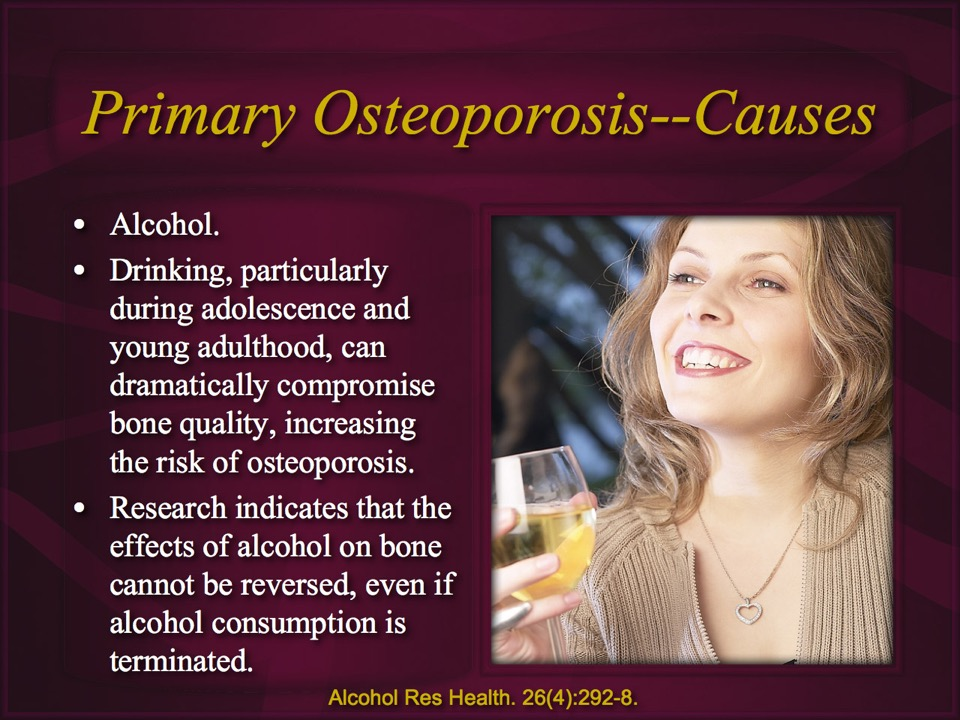 Primary Osteoporosis--Causes
• Alcohol.
• Drinking, particularly
during adolescence and
young adulthood, can
dramatically compromise
bone quality, increasing
the risk of osteoporosis.
• Research indicates that the
effects of alcohol on bone
cannot be reversed, even if
alcohol consumption is
terminated.
Alcohol Res Health. 26(4):292-8.